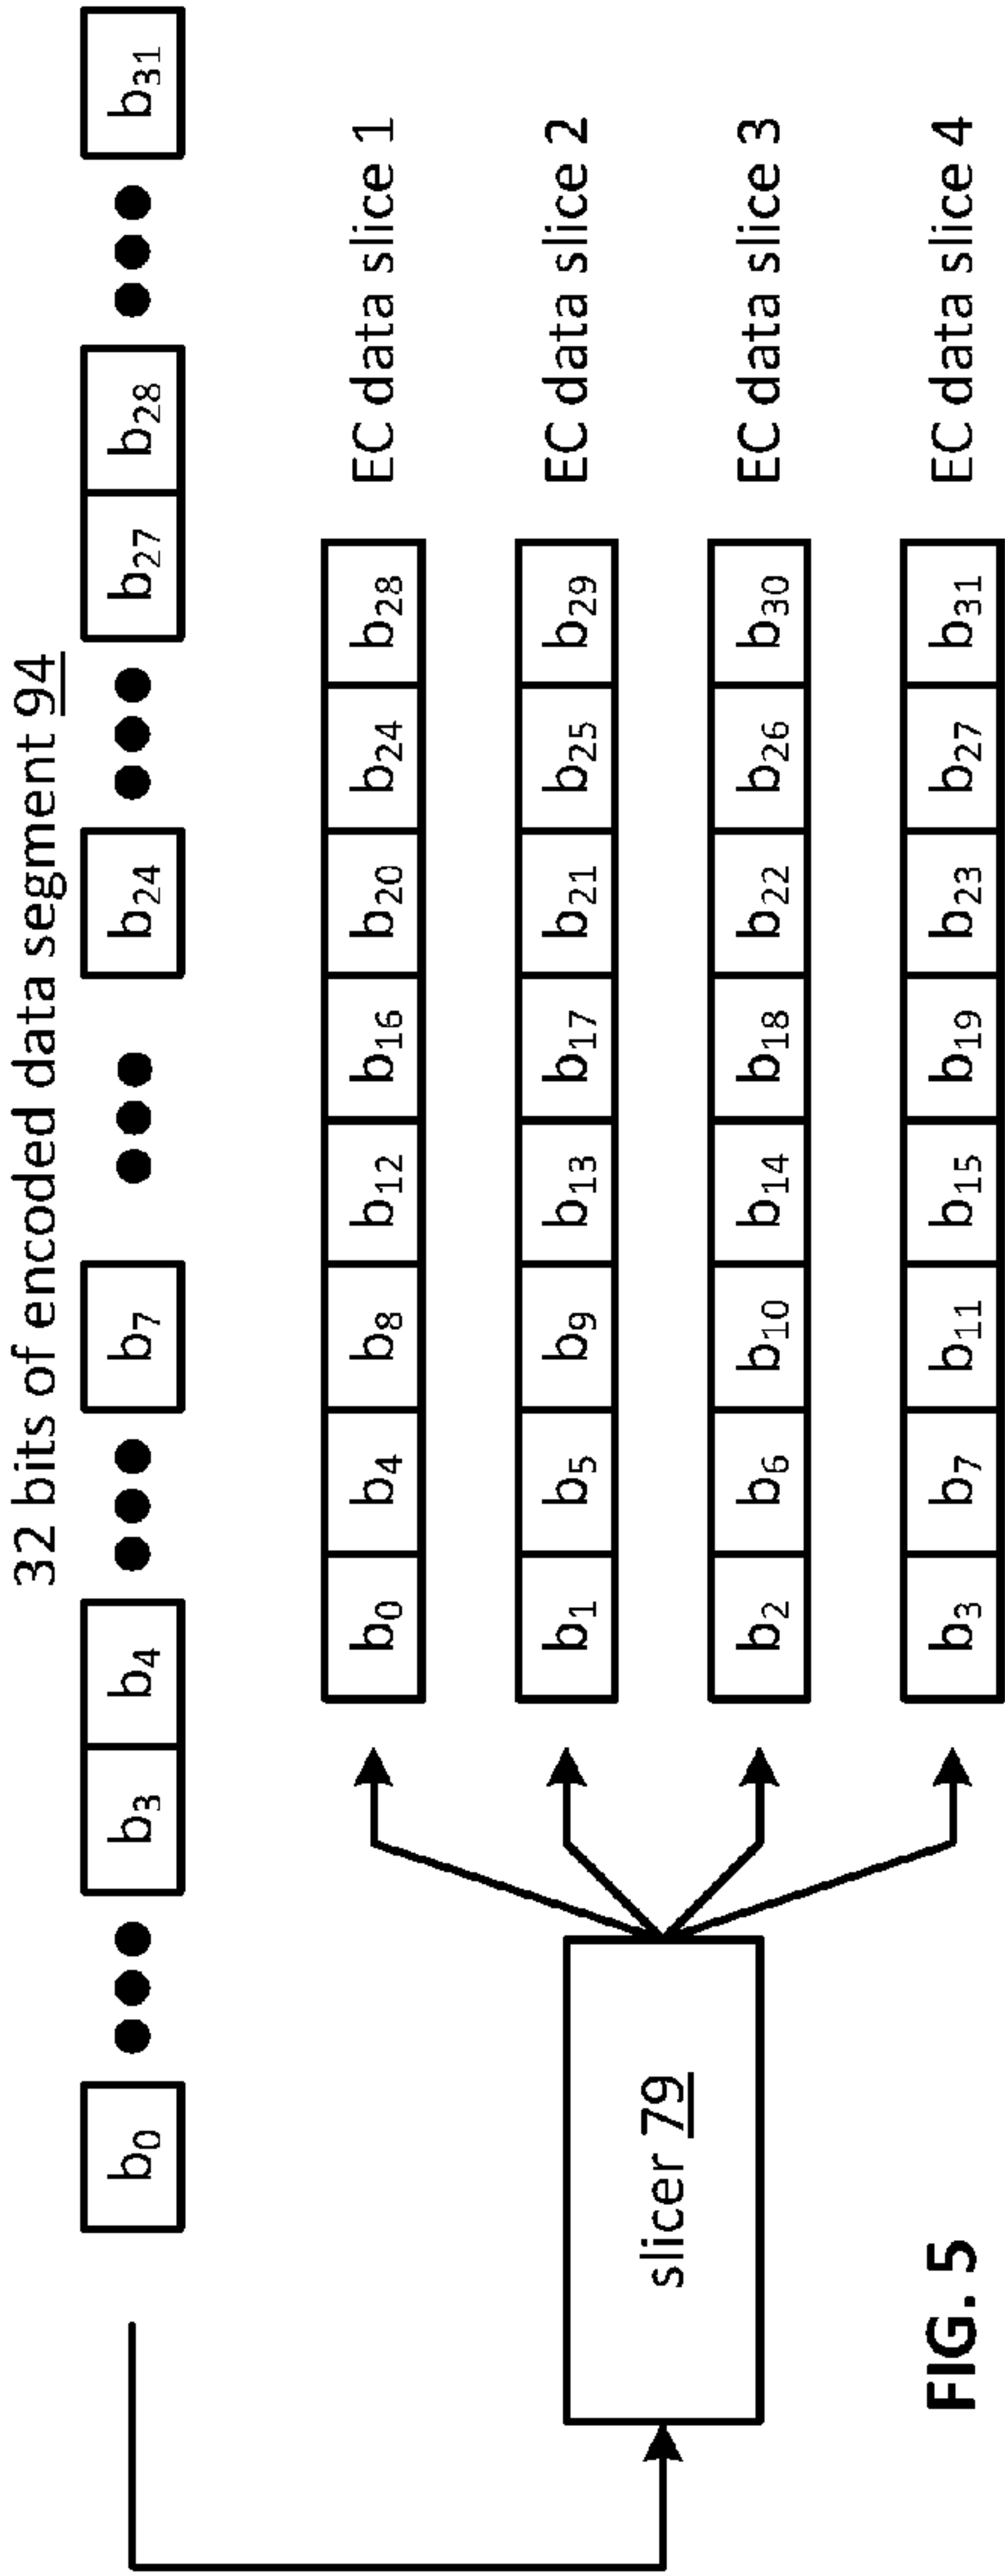 32 bits of encoded data segment 94
b0 ●●● b3 b4 ●●● b7 ●●● b24 ●●● b27 b28 ●●● b31
b0 b4 b8 b12 b16 b20 b24 b28 EC data slice 1
b1 b5 b9 b13 b17 b21 b25 b29 EC data slice 2
slicer 79
b2 b6 b10 b14 b18 b22 b26 b30 EC data slice 3
b3 b7 b11 b15 b19 b23 b27 b31 EC data slice 4
FIG. 5